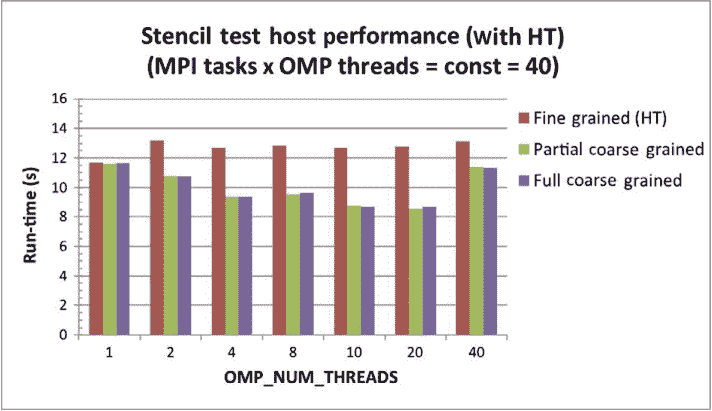 Stencil test host performance (with HT)
(MPI tasks x OMP threads = const = 40)
16
14
12
10
8
6
4
2
0
Run-time (s)
1 2 4 8 10 20 40
OMP_NUM_THREADS
Fine grained (HT)
Partial coarse grained
Full coarse grained